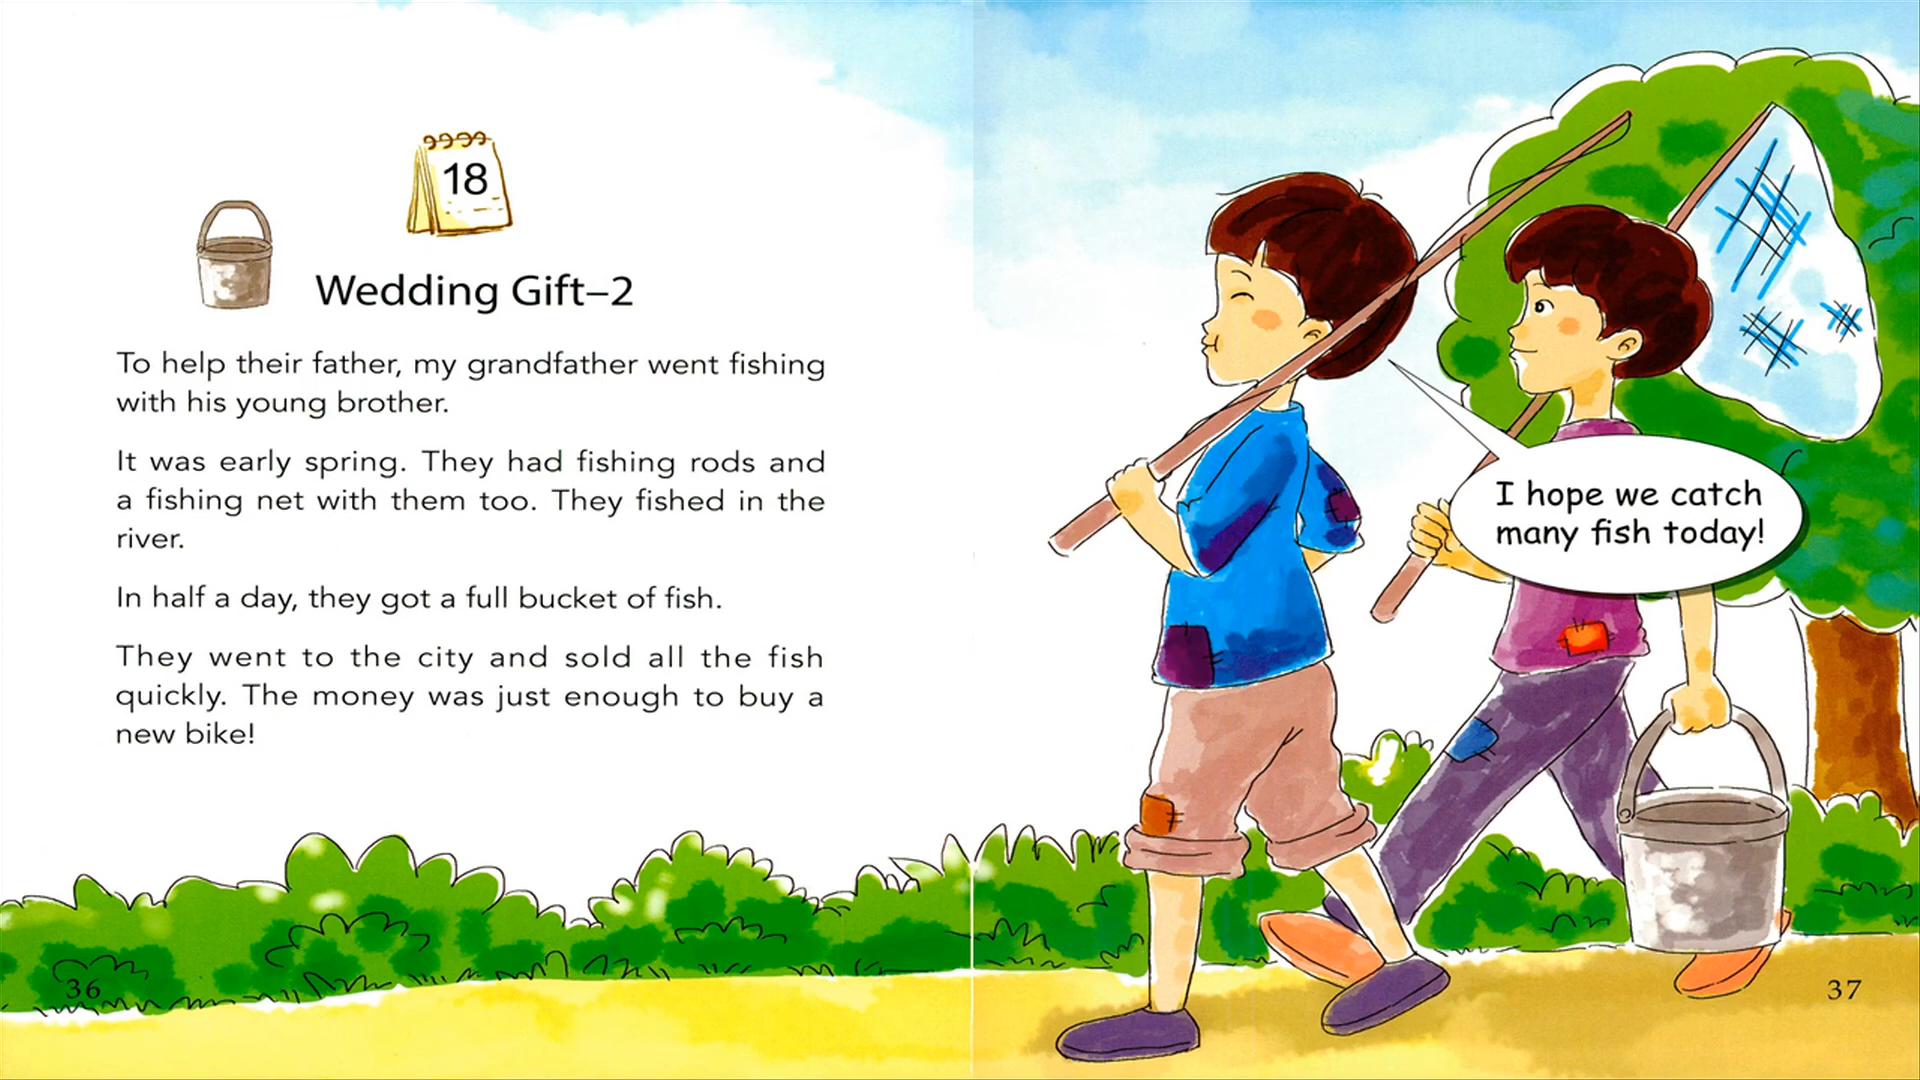 18
Wedding Gift–2
To help their father, my grandfather went fishing
with his young brother.
It was early spring. They had fishing rods and
a fishing net with them too. They fished in the
river.
In half a day, they got a full bucket of fish.
They went to the city and sold all the fish
quickly. The money was just enough to buy a
new bike!
36
I hope we catch
many fish today!
37